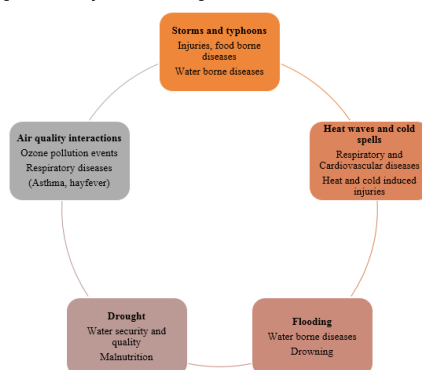 Storms and typhoons
Injuries, food borne
diseases
Water borne diseases
Heat waves and cold
spells
Respiratory and
Cardiovascular diseases
Heat and cold induced
injuries
Flooding
Water borne diseases
Drowning
Drought
Water security and
quality
Malnutrition
Air quality interactions
Ozone pollution events
Respiratory diseases
(Asthma, hayfever)